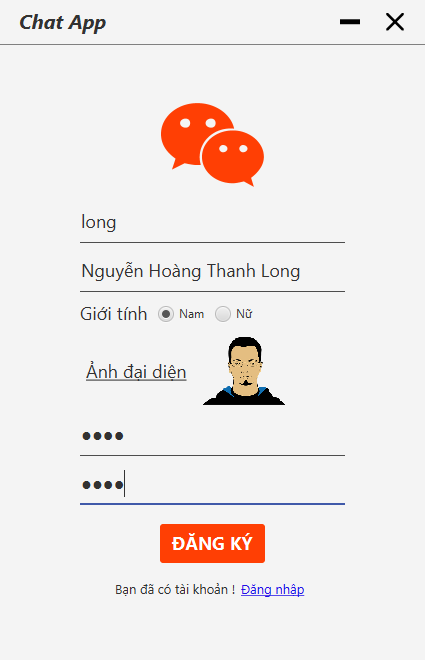 Chat App
long
Nguyễn Hoàng Thanh Long
Giới tính Nam Nữ
Ảnh đại diện
●●●●
●●●●
ĐĂNG KÝ
Bạn đã có tài khoản ! Đăng nhập